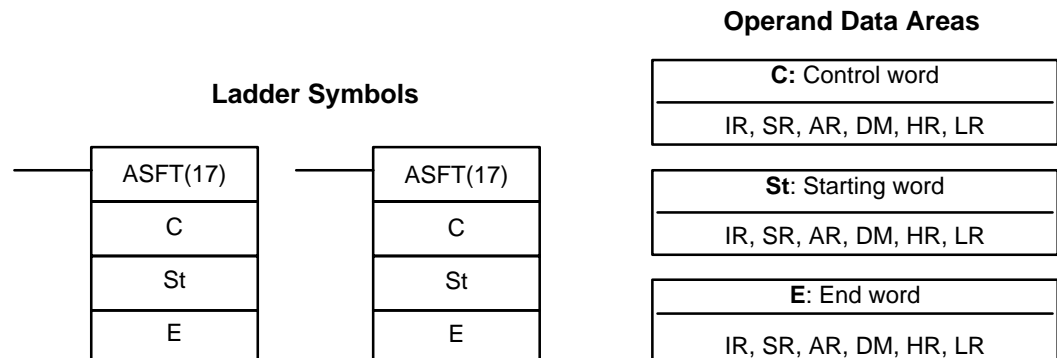 Ladder Symbols
ASFT(17)
C
St
E
ASFT(17)
C
St
E
Operand Data Areas
C: Control word
IR, SR, AR, DM, HR, LR
St: Starting word
IR, SR, AR, DM, HR, LR
E: End word
IR, SR, AR, DM, HR, LR